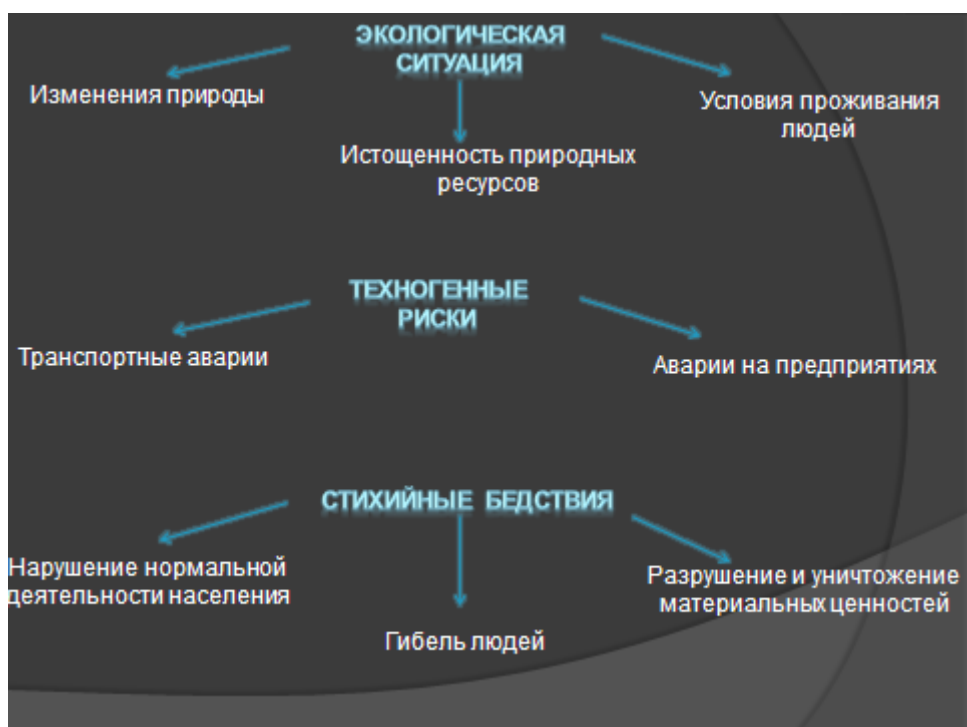 ЭКОЛОГИЧЕСКАЯ
СИТУАЦИЯ
Изменения природы
Условия проживания
людей
Истощенность природных
ресурсов
ТЕХНОГЕННЫЕ
РИСКИ
Транспортные аварии
Аварии на предприятиях
СТИХИЙНЫЕ БЕДСТВИЯ
Нарушение нормальной
деятельности населения
Разрушение и уничтожение
материальных ценностей
Гибель людей